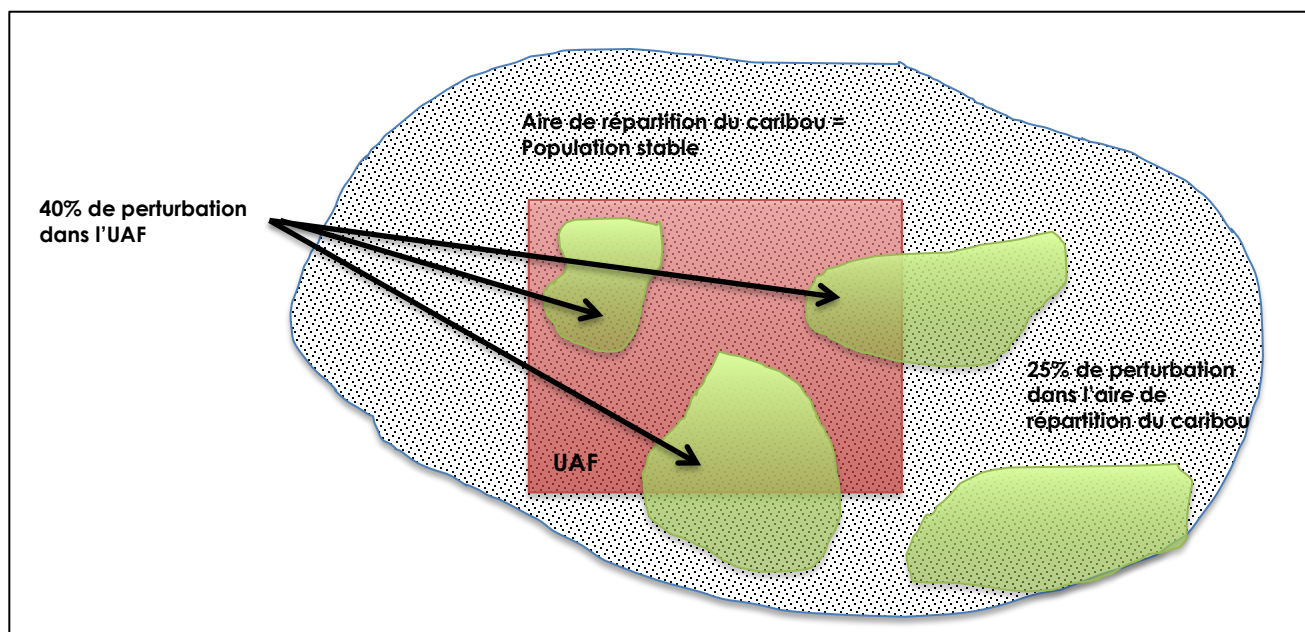 Aire de répartition du caribou =
Population stable
40% de perturbation
dans l'UAF
25% de perturbation
dans l'aire de
répartition du caribou
UAF